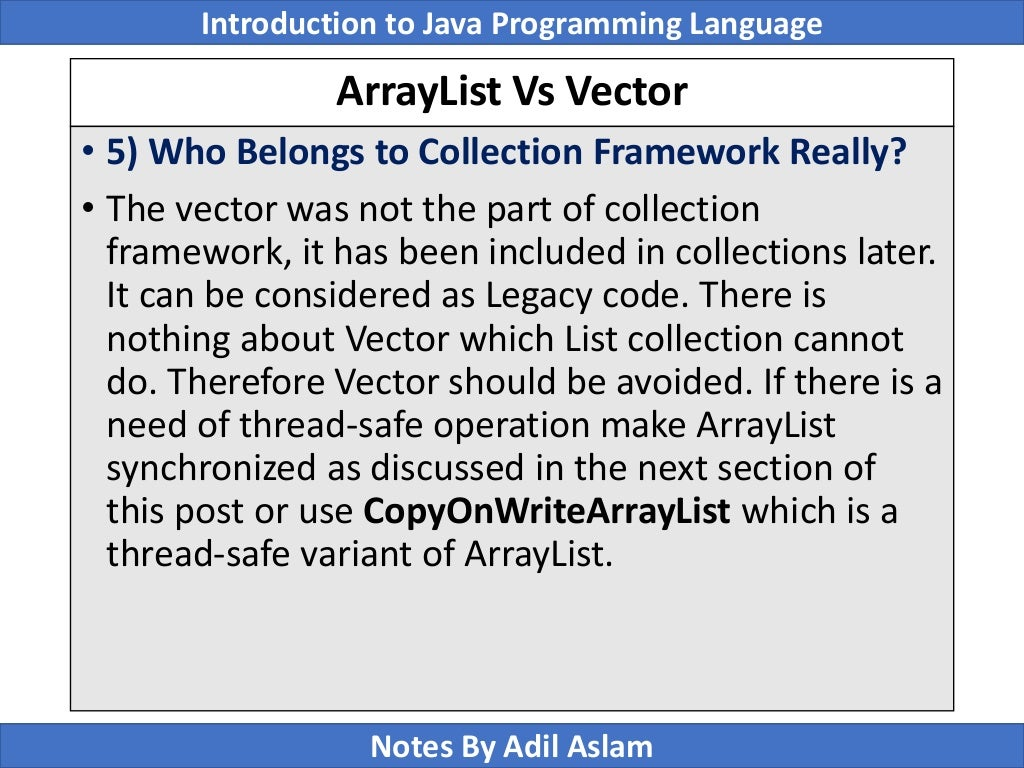 Introduction to Java Programming Language
ArrayList Vs Vector
• 5) Who Belongs to Collection Framework Really?
• The vector was not the part of collection
framework, it has been included in collections later.
It can be considered as Legacy code. There is
nothing about Vector which List collection cannot
do. Therefore Vector should be avoided. If there is a
need of thread-safe operation make ArrayList
synchronized as discussed in the next section of
this post or use CopyOnWriteArrayList which is a
thread-safe variant of ArrayList.
Notes By Adil Aslam